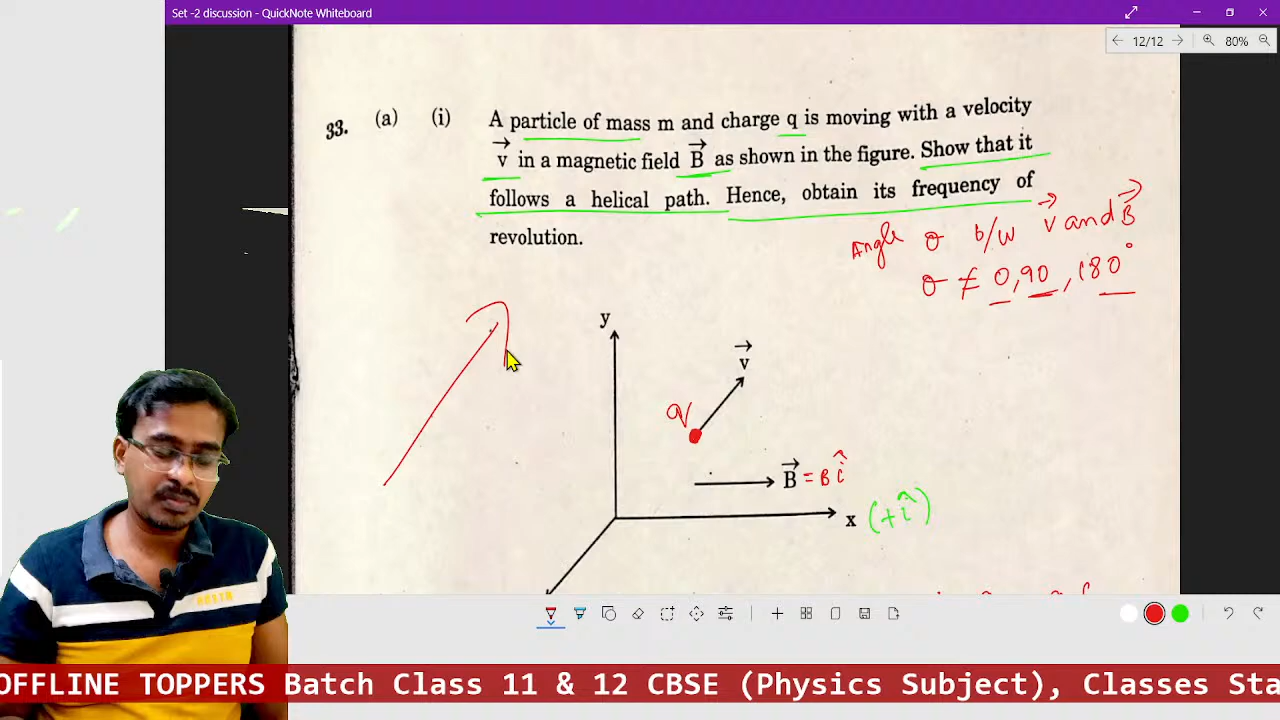 Set -2 discussion - QuickNote Whiteboard
12/12
80%
33. (a) (i) A particle of mass m and charge q is moving with a velocity
v in a magnetic field B as shown in the figure. Show that it
follows a helical path. Hence, obtain its frequency of
revolution.
Angle θ b/w v and B
θ ≠ 0, 90, 180°
y
v
q
B = B î
x (+î)
OFFLINE TOPPERS Batch Class 11 & 12 CBSE (Physics Subject), Classes Sta